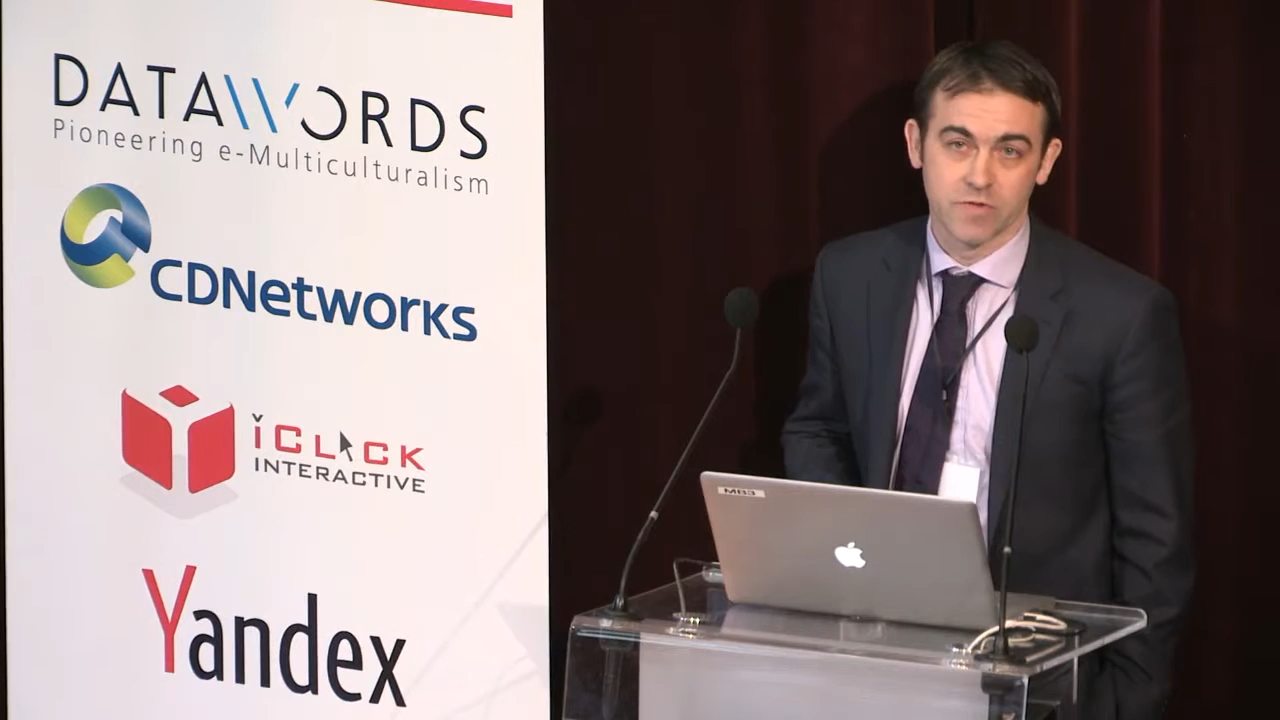 DATAWORDS
Pioneering e-Multiculturalism
CDNetworks
iCLiCK
INTERACTIVE
Yandex
MB3